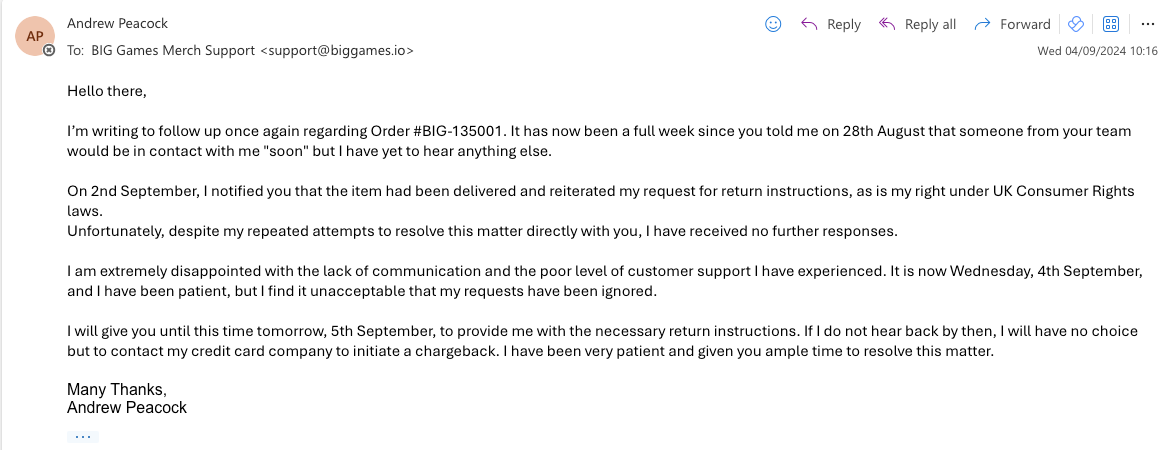 Andrew Peacock
Reply
Reply all
Forward
AP
To: BIG Games Merch Support <support@biggames.io>
Wed 04/09/2024 10:16
Hello there,
I’m writing to follow up once again regarding Order #BIG-135001. It has now been a full week since you told me on 28th August that someone from your team
would be in contact with me "soon" but I have yet to hear anything else.
On 2nd September, I notified you that the item had been delivered and reiterated my request for return instructions, as is my right under UK Consumer Rights
laws.
Unfortunately, despite my repeated attempts to resolve this matter directly with you, I have received no further responses.
I am extremely disappointed with the lack of communication and the poor level of customer support I have experienced. It is now Wednesday, 4th September,
and I have been patient, but I find it unacceptable that my requests have been ignored.
I will give you until this time tomorrow, 5th September, to provide me with the necessary return instructions. If I do not hear back by then, I will have no choice
but to contact my credit card company to initiate a chargeback. I have been very patient and given you ample time to resolve this matter.
Many Thanks,
Andrew Peacock